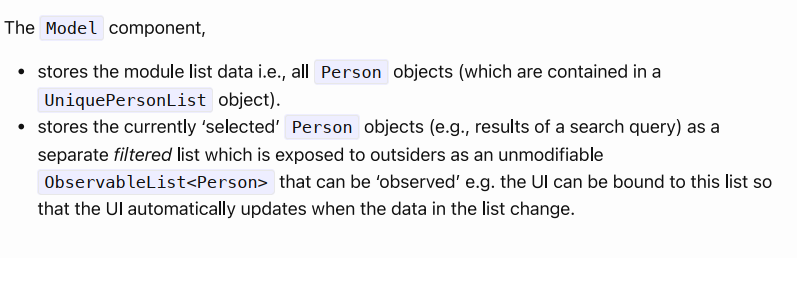 The Model component,
• stores the module list data i.e., all Person objects (which are contained in a
UniquePersonList object).
• stores the currently ‘selected’ Person objects (e.g., results of a search query) as a
separate filtered list which is exposed to outsiders as an unmodifiable
ObservableList<Person> that can be ‘observed’ e.g. the UI can be bound to this list so
that the UI automatically updates when the data in the list change.